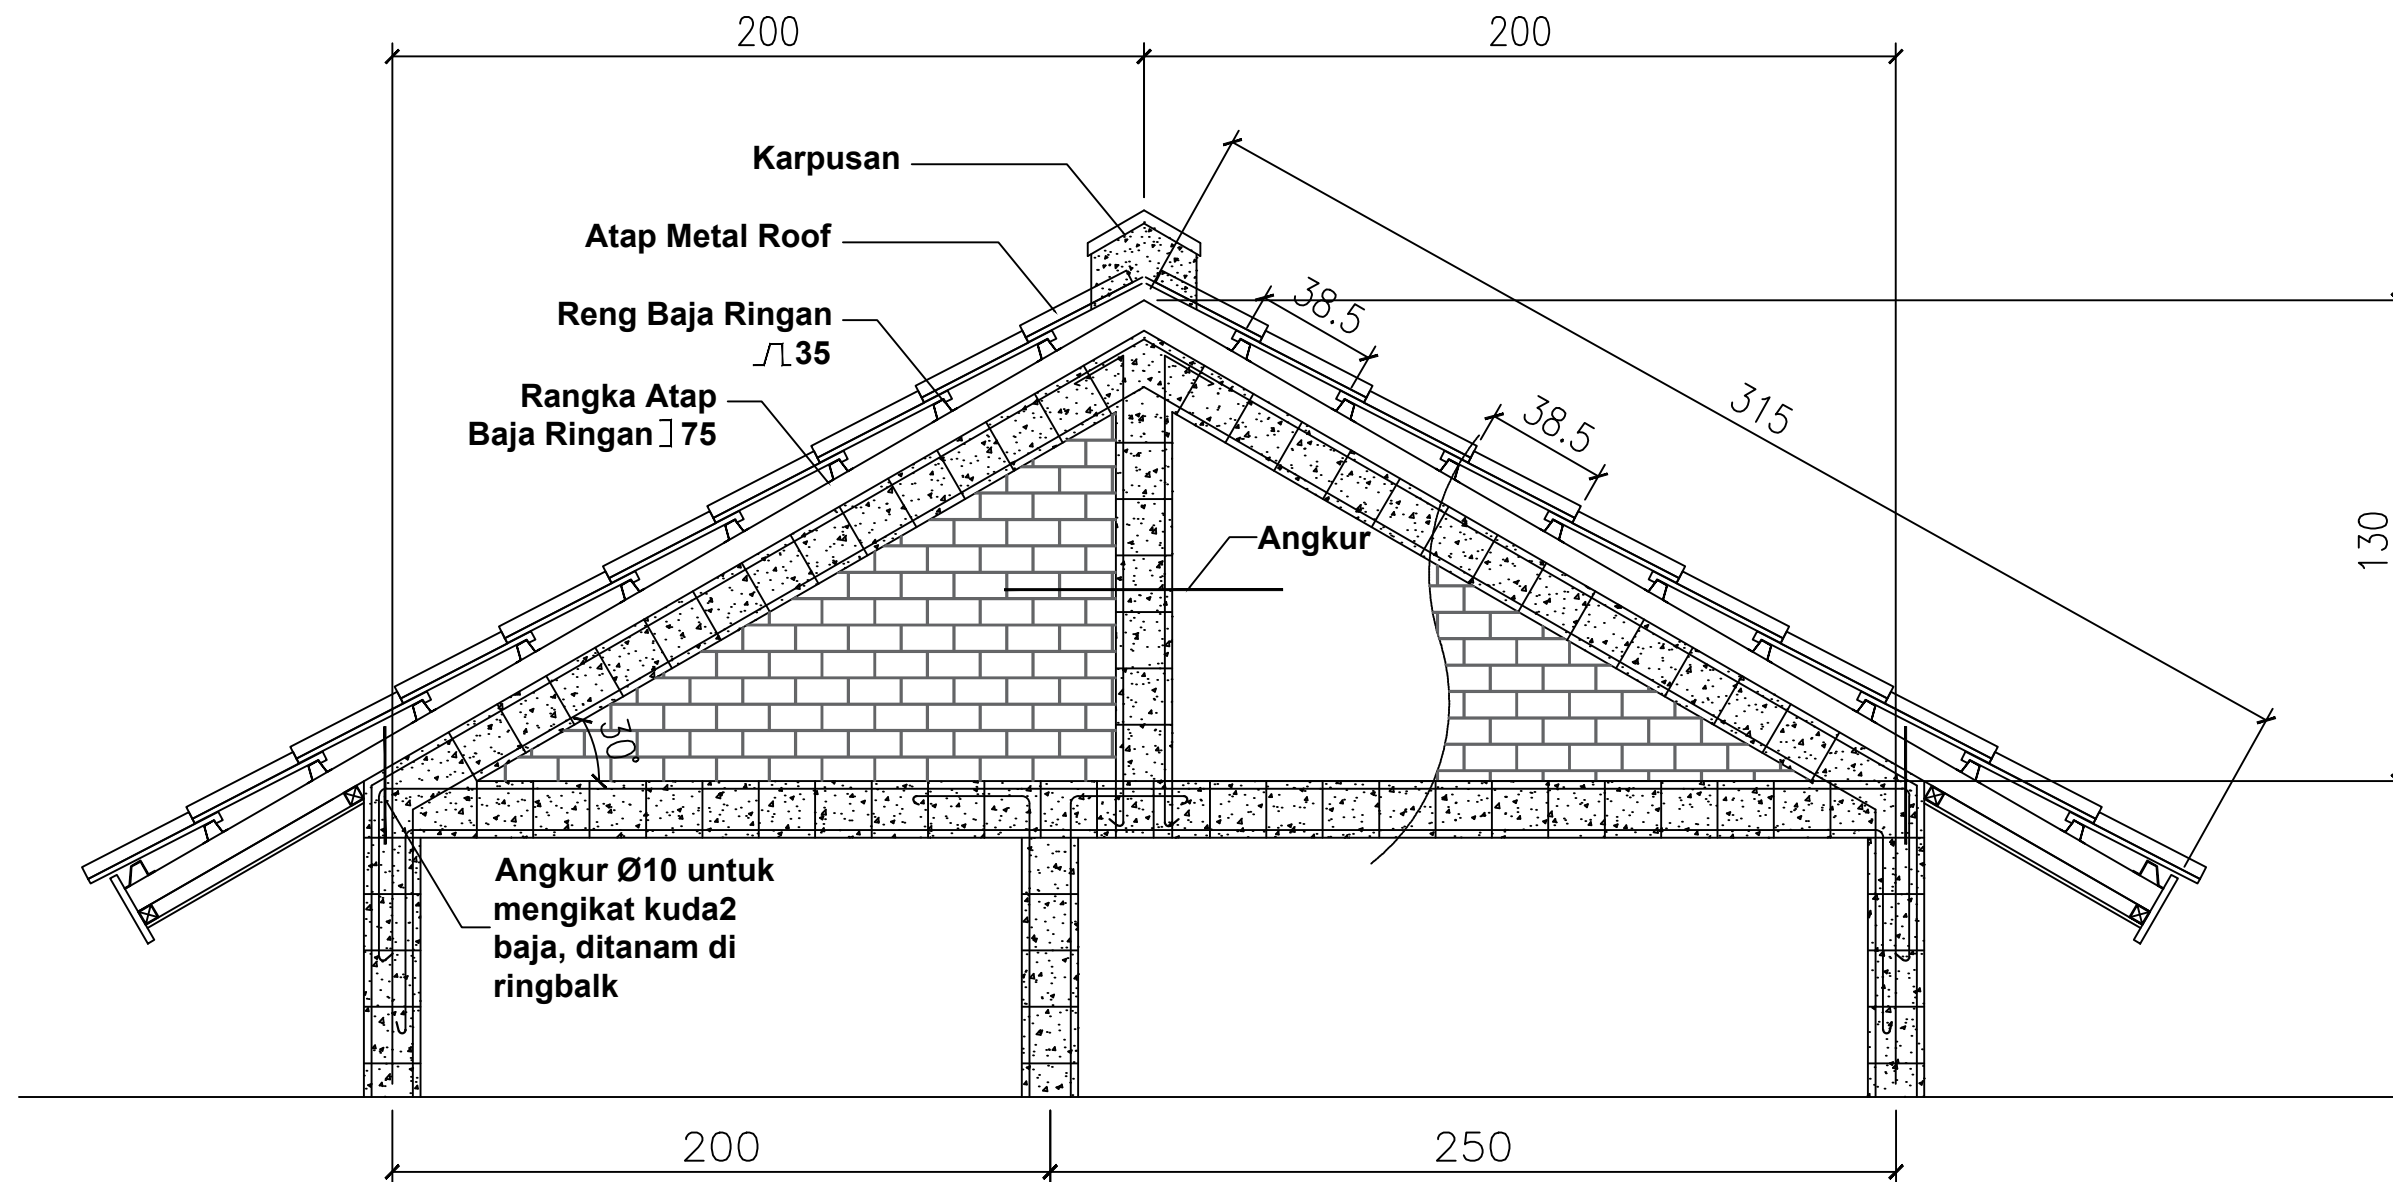 200
200
Karpusan
Atap Metal Roof
Reng Baja Ringan
35
Rangka Atap
Baja Ringan 75
38.5
38.5
315
130
Angkur
30°
Angkur Ø10 untuk
mengikat kuda2
baja, ditanam di
ringbalk
200
250